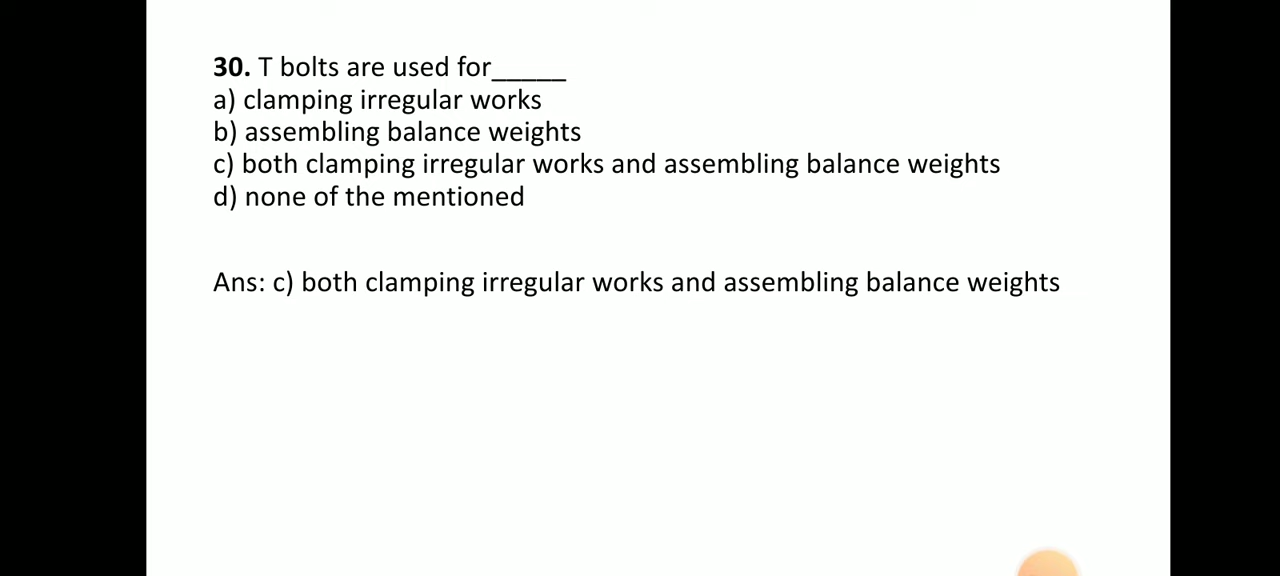 30. T bolts are used for_____
a) clamping irregular works
b) assembling balance weights
c) both clamping irregular works and assembling balance weights
d) none of the mentioned
Ans: c) both clamping irregular works and assembling balance weights